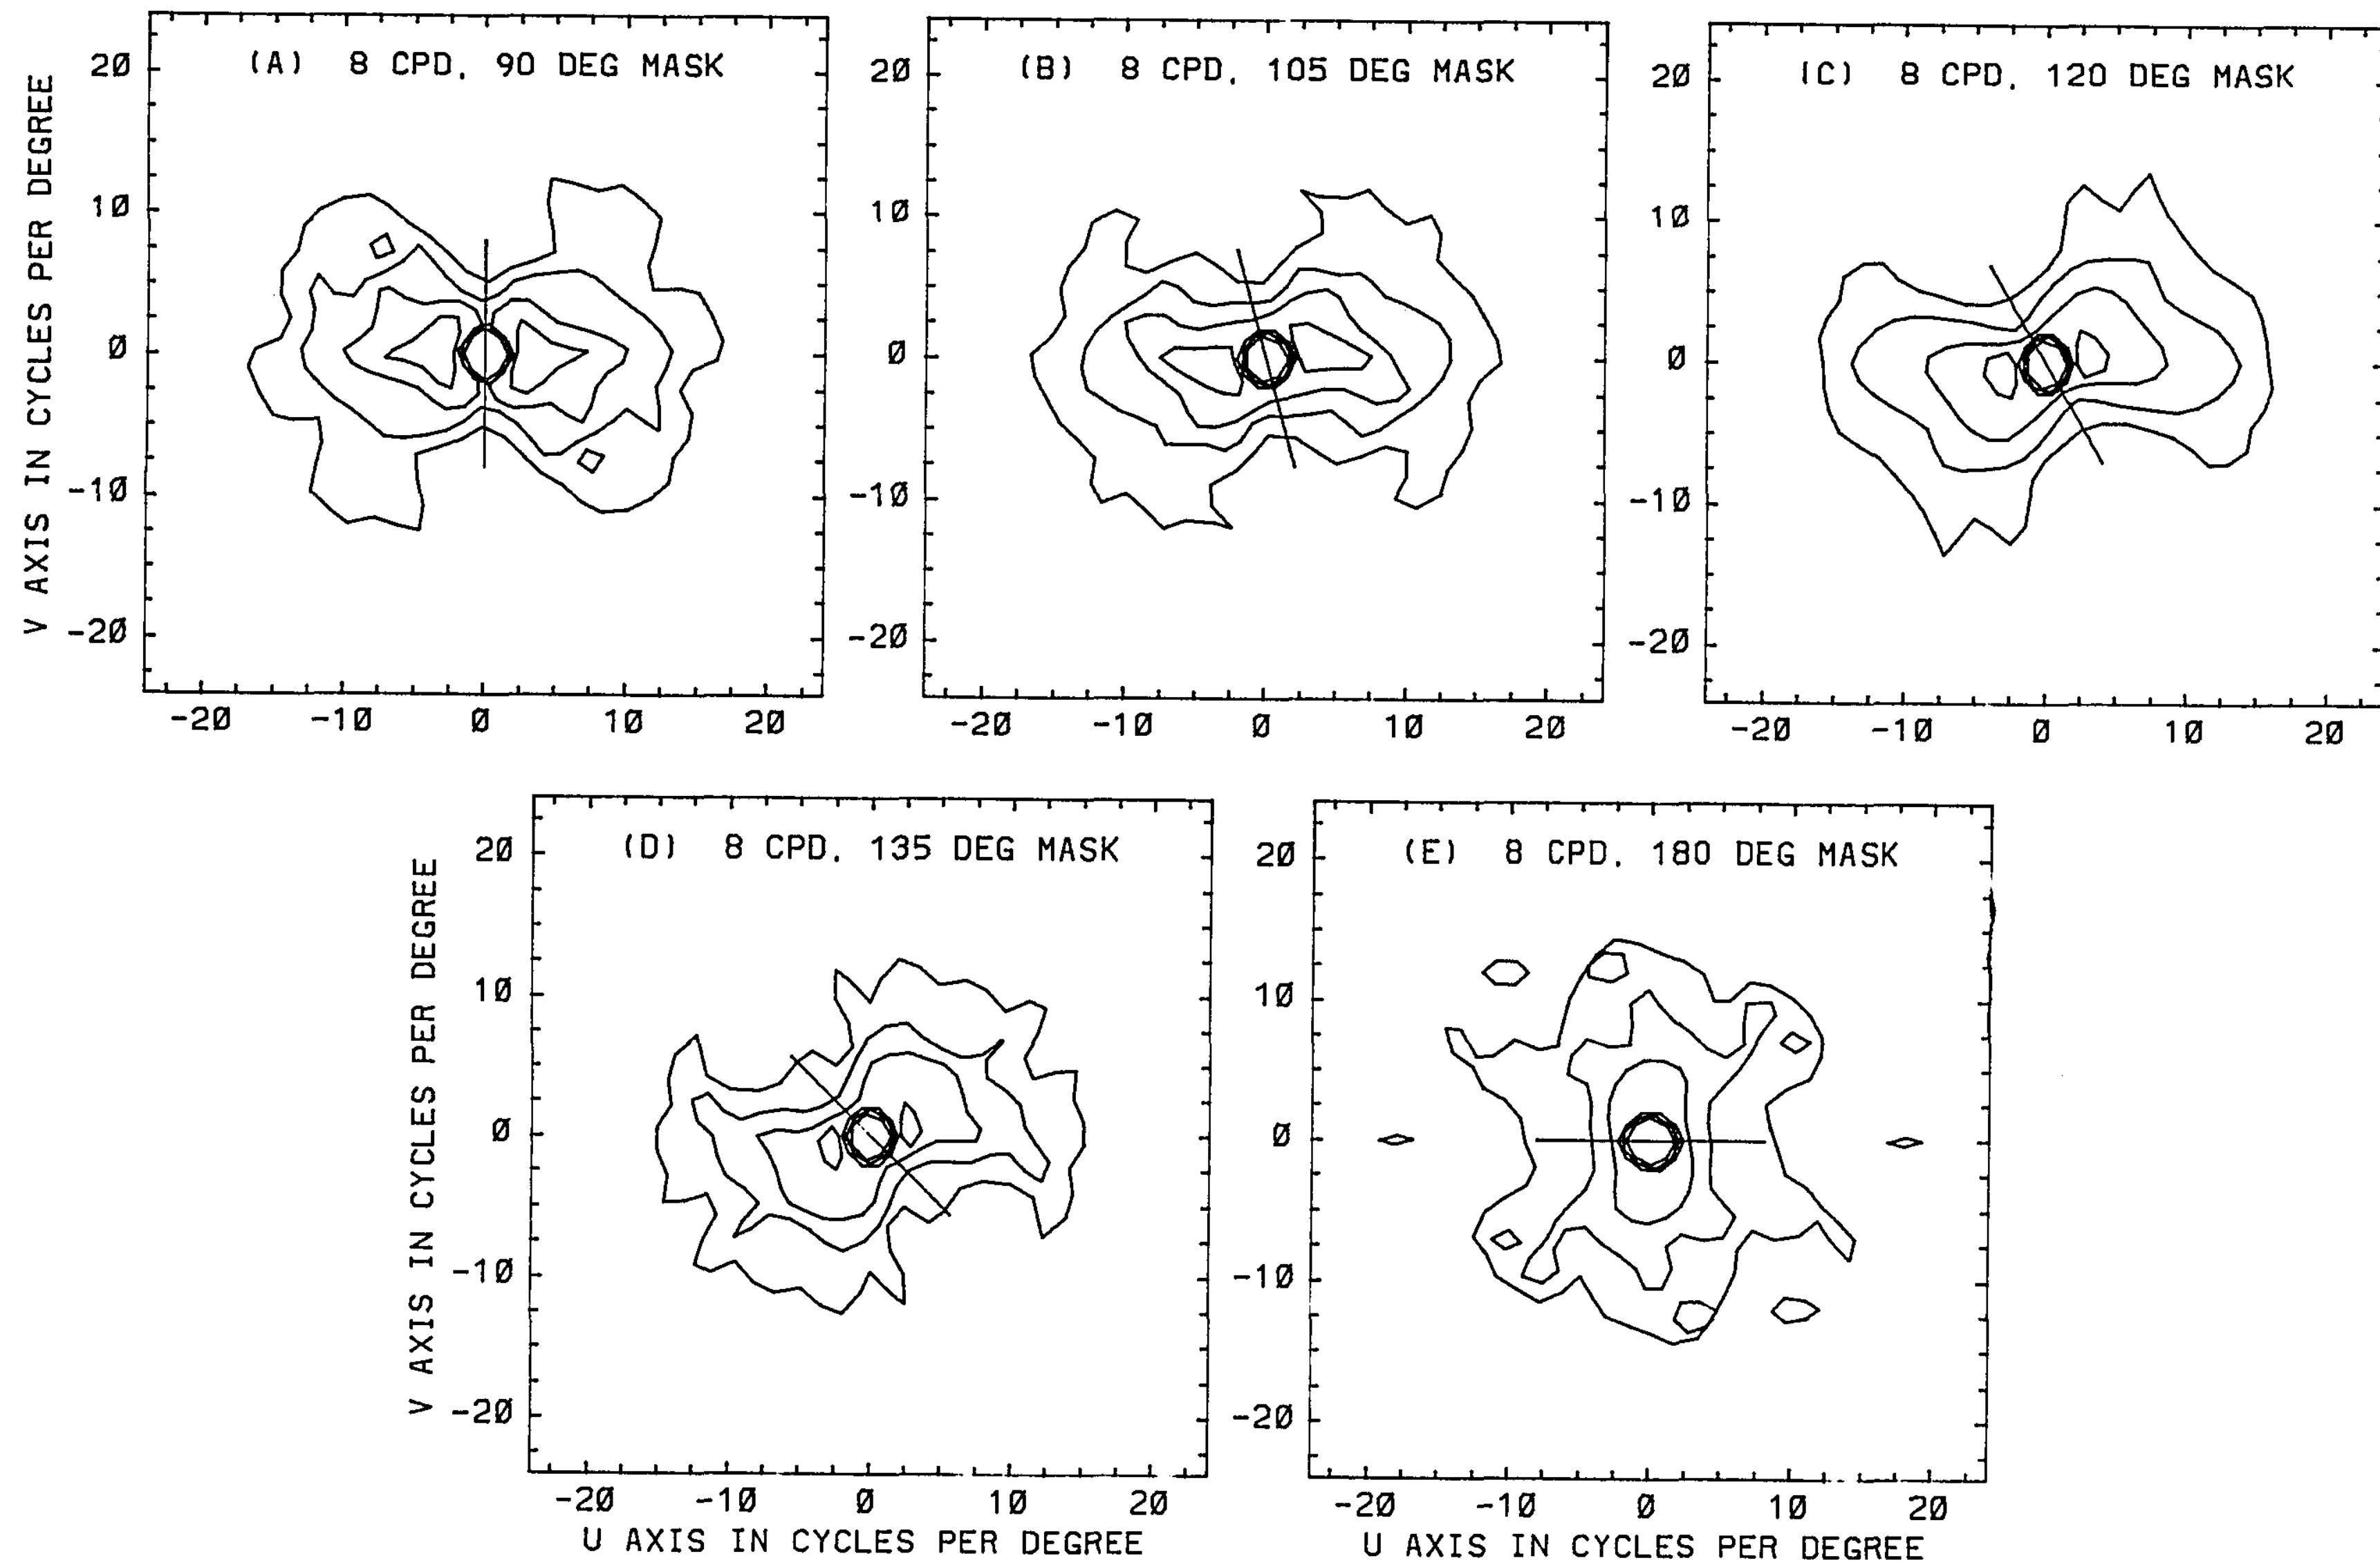 (A) 8 CPD, 90 DEG MASK
V AXIS IN CYCLES PER DEGREE
20
10
0
-10
-20
-20 -10 0 10 20
(B) 8 CPD, 105 DEG MASK
20
10
0
-10
-20
-20 -10 0 10 20
(C) 8 CPD, 120 DEG MASK
20
10
0
-10
-20
-20 -10 0 10 20
(D) 8 CPD, 135 DEG MASK
V AXIS IN CYCLES PER DEGREE
20
10
0
-10
-20
-20 -10 0 10 20
U AXIS IN CYCLES PER DEGREE
(E) 8 CPD, 180 DEG MASK
20
10
0
-10
-20
-20 -10 0 10 20
U AXIS IN CYCLES PER DEGREE